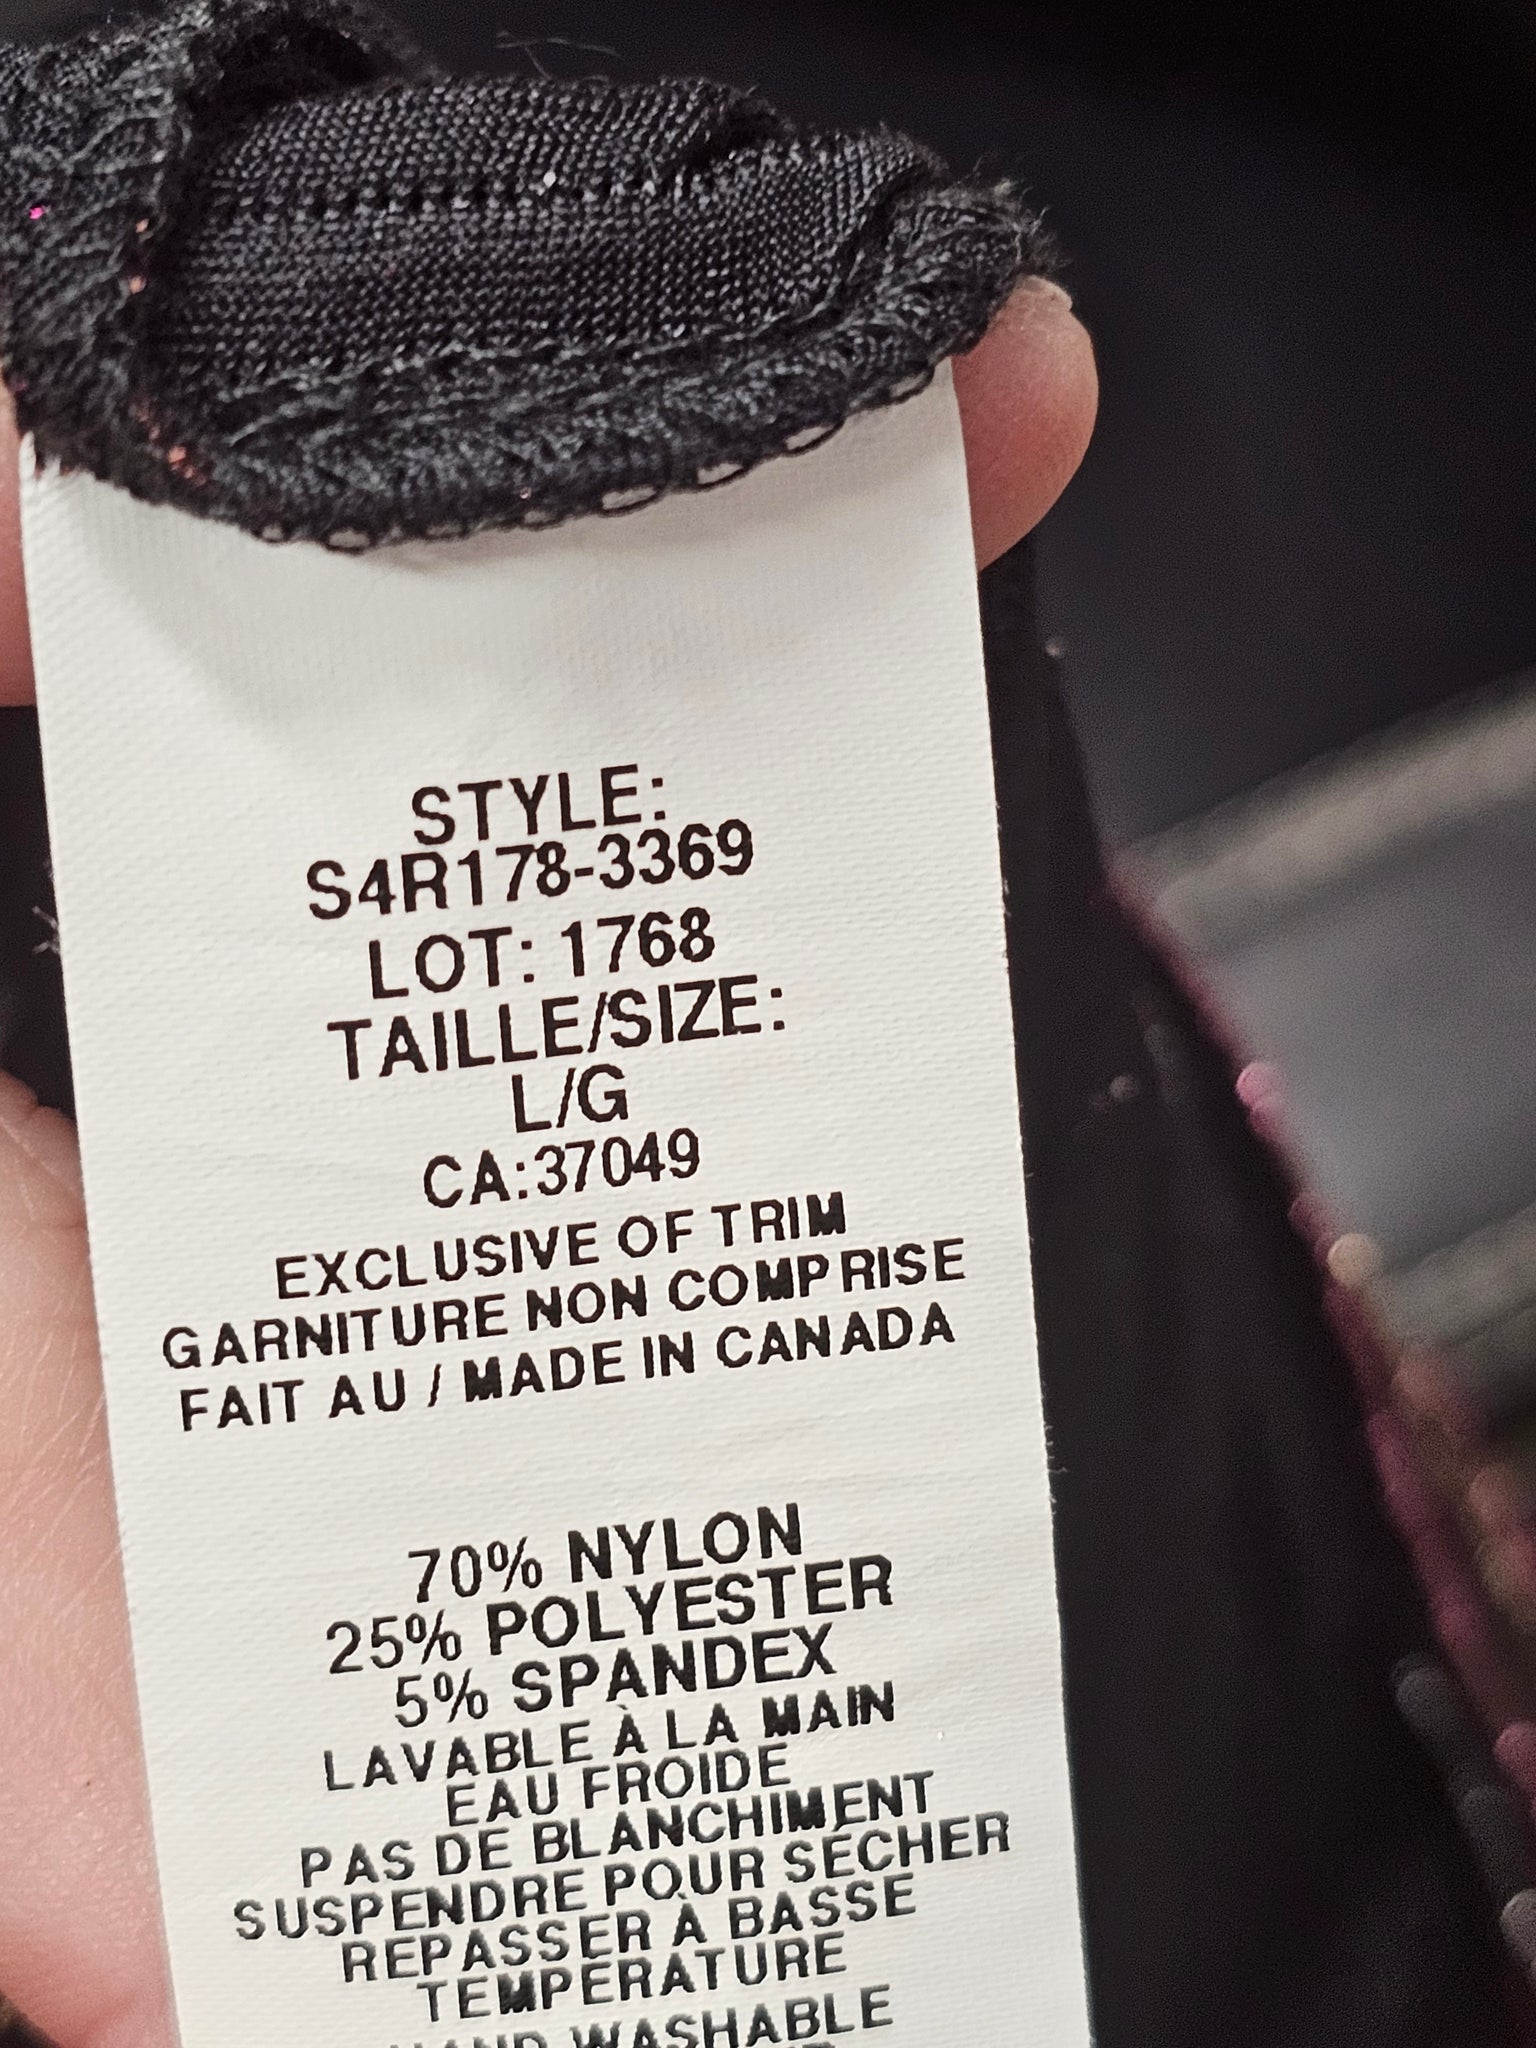 STYLE:
S4R178-3369
LOT: 1768
TAILLE/SIZE:
L/G
CA:37049
EXCLUSIVE OF TRIM
GARNITURE NON COMPRISE
FAIT AU / MADE IN CANADA
70% NYLON
25% POLYESTER
5% SPANDEX
LAVABLE À LA MAIN
EAU FROIDE
PAS DE BLANCHIMENT
SUSPENDRE POUR SÉCHER
REPASSER À BASSE
TEMPERATURE
HAND WASHABLE